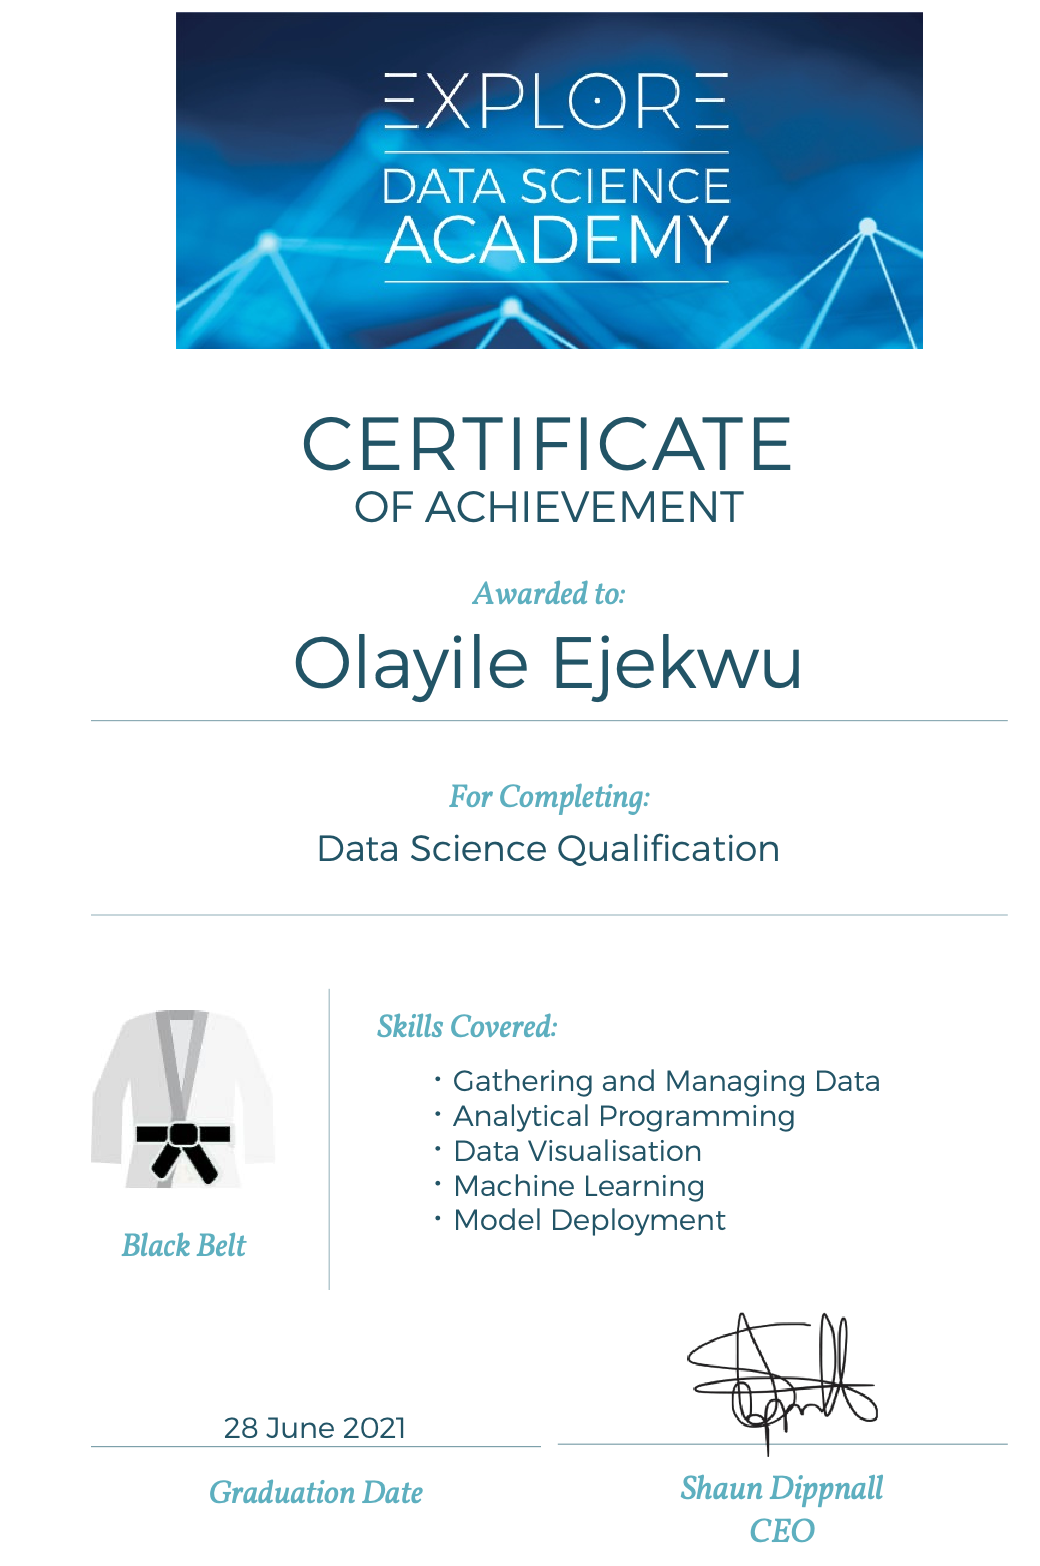 EXPLORE
DATA SCIENCE
ACADEMY
CERTIFICATE
OF ACHIEVEMENT
Awarded to:
Olayile Ejekwu
For Completing:
Data Science Qualification
Skills Covered:
· Gathering and Managing Data
· Analytical Programming
· Data Visualisation
· Machine Learning
· Model Deployment
Black Belt
28 June 2021
Graduation Date
Shaun Dippnall
CEO